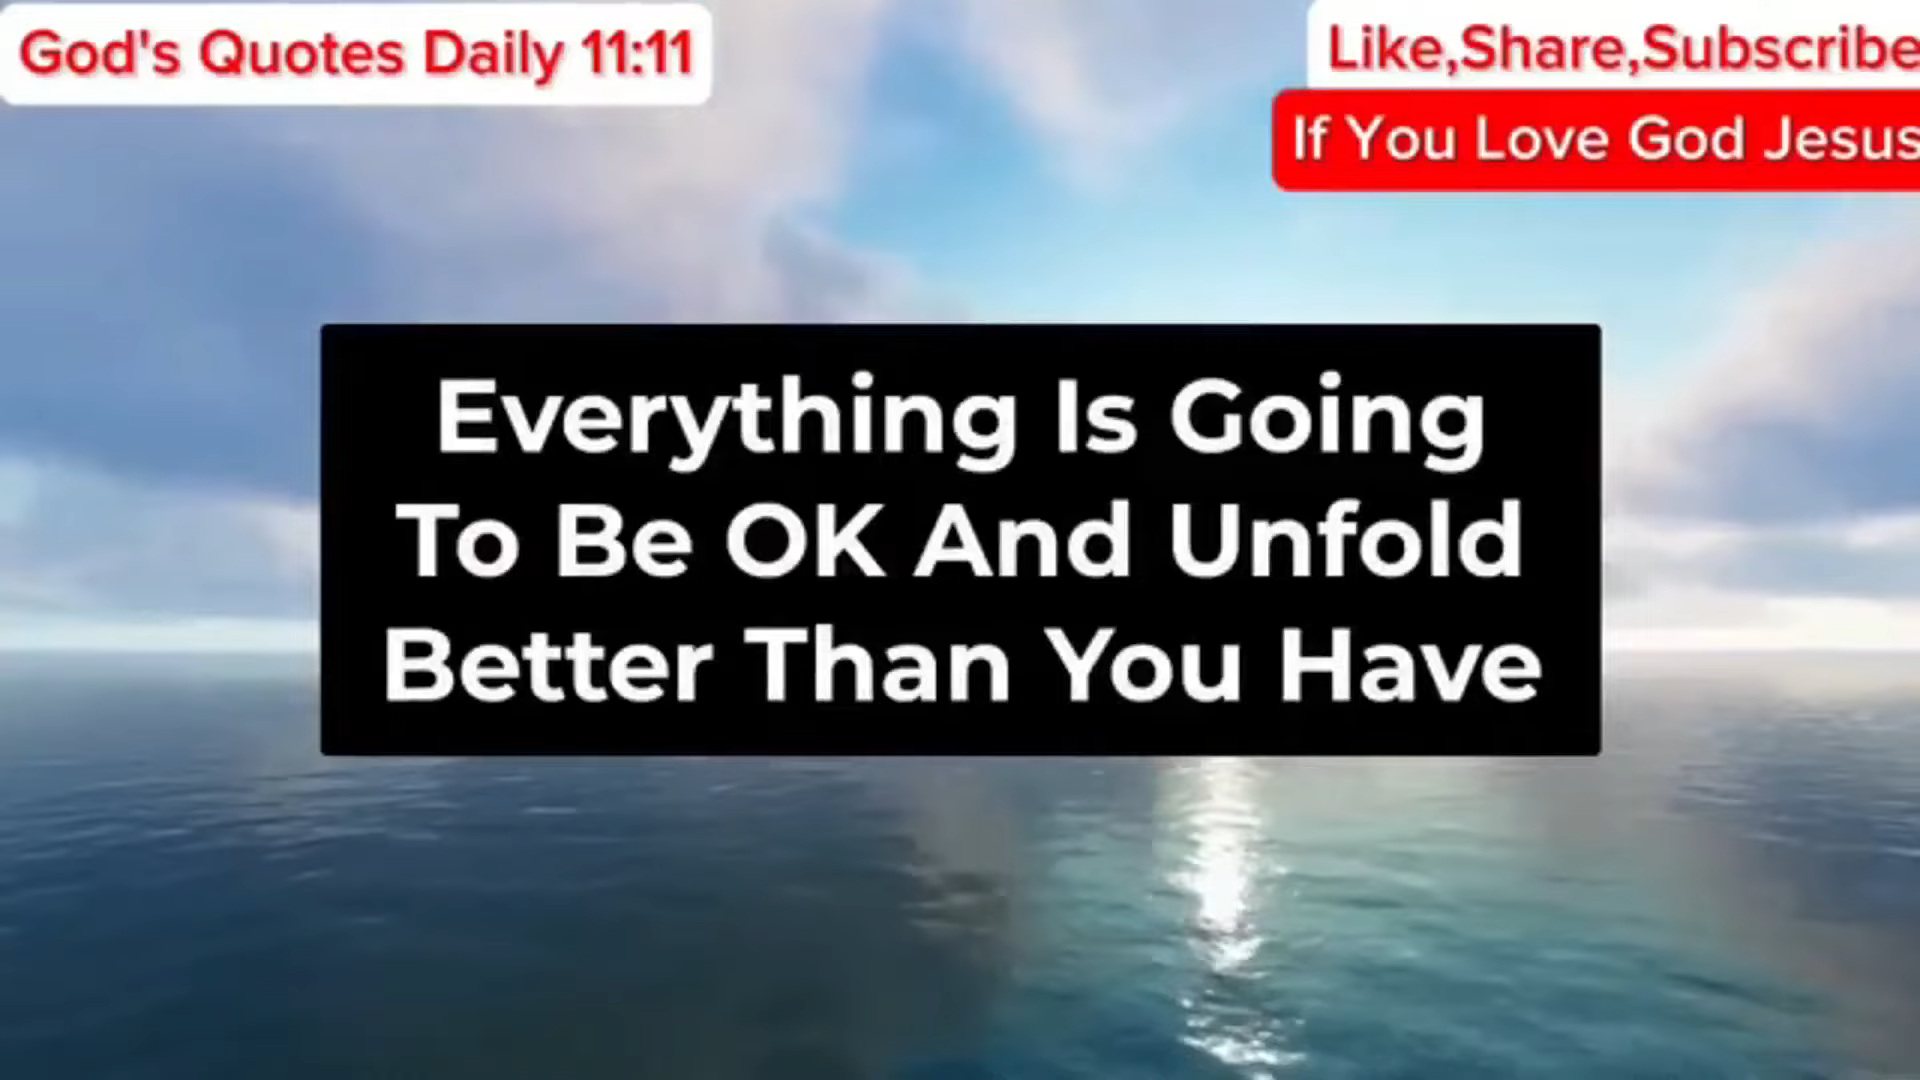 God's Quotes Daily 11:11
Like,Share,Subscribe
If You Love God Jesus
Everything Is Going
To Be OK And Unfold
Better Than You Have